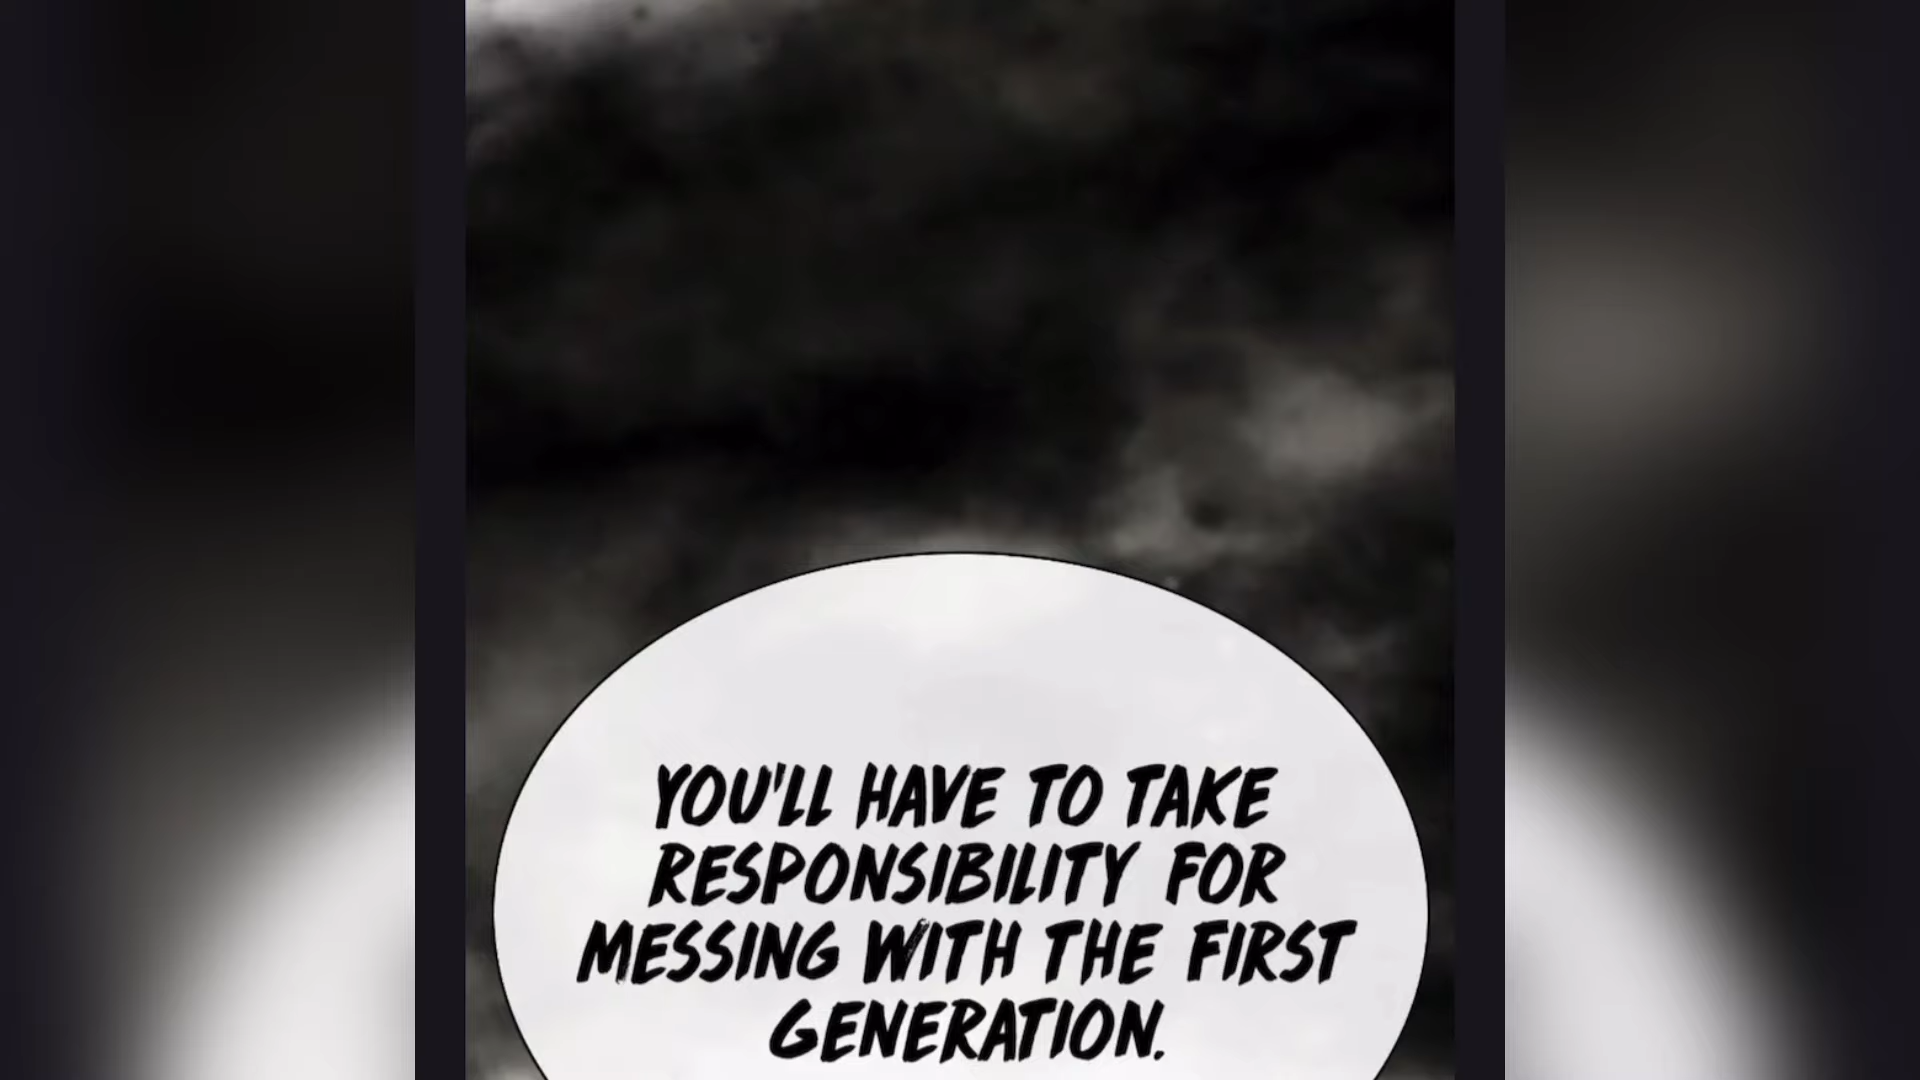 YOU'LL HAVE TO TAKE
RESPONSIBILITY FOR
MESSING WITH THE FIRST
GENERATION.